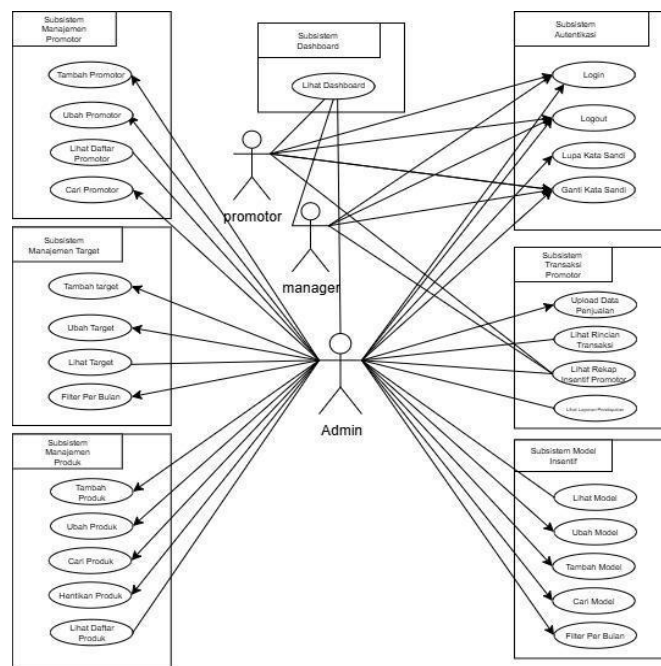 Subsistem
Manajemen
Promotor
Tambah Promotor
Ubah Promotor
Lihat Daftar
Promotor
Cari Promotor
Subsistem
Dashboard
Lihat Dashboard
Subsistem
Autentikasi
Login
Logout
Lupa Kata Sandi
Ganti Kata Sandi
promotor
manager
Admin
Subsistem
Manajemen Target
Tambah target
Ubah Target
Lihat Target
Filter Per Bulan
Subsistem
Transaksi
Promotor
Upload Data
Penjualan
Lihat Rincian
Transaksi
Lihat Rekap
Insentif Promotor
Lihat Laporan
Subsistem
Manajemen
Produk
Tambah
Produk
Ubah Produk
Cari Produk
Hentikan Produk
Lihat Daftar
Produk
Subsistem Model
Insentif
Lihat Model
Ubah Model
Tambah Model
Cari Model
Filter Per Bulan